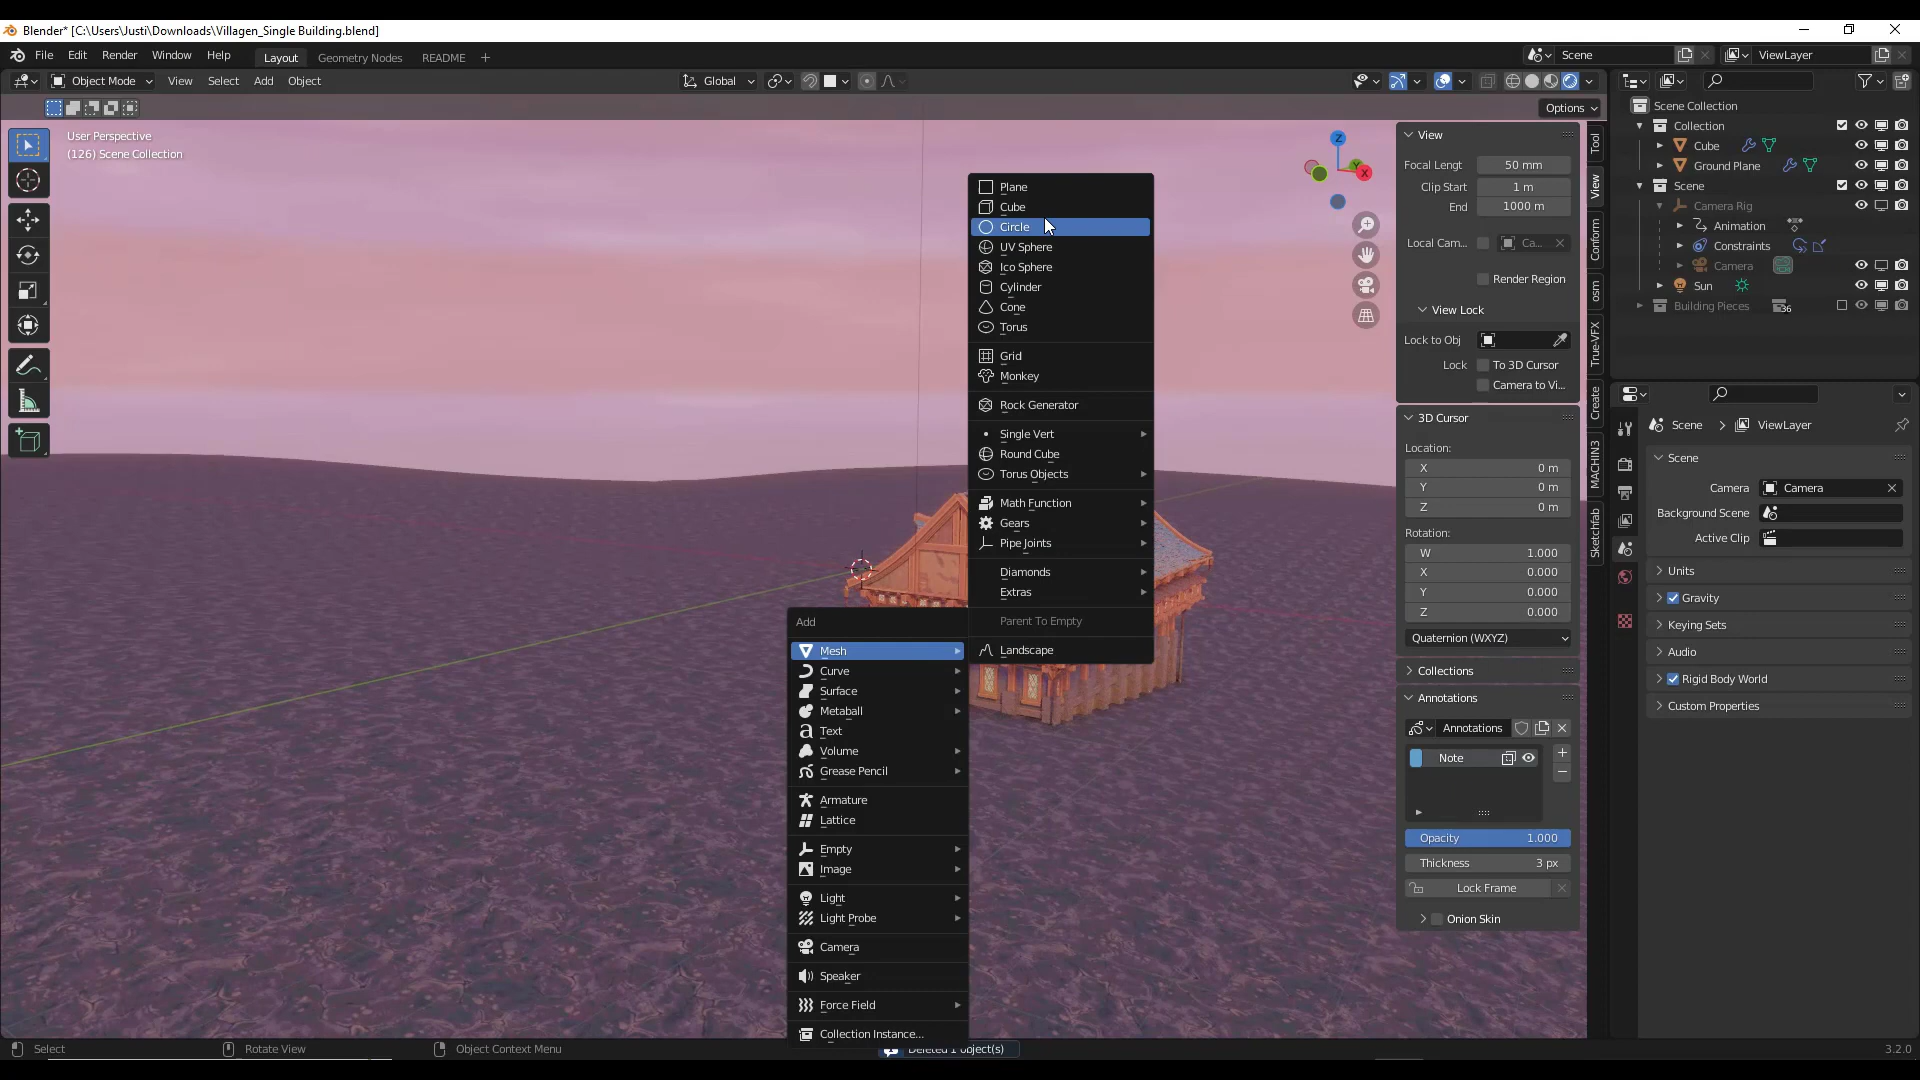 Blender* [C:\Users\Justi\Downloads\Villagen_Single Building.blend]
File Edit Render Window Help Layout Geometry Nodes README + Scene ViewLayer
Object Mode View Select Add Object Global
Options
User Perspective
(126) Scene Collection
Z
Y
X
Plane
Cube
Circle
UV Sphere
Ico Sphere
Cylinder
Cone
Torus
Grid
Monkey
Rock Generator
Single Vert
Round Cube
Torus Objects
Math Function
Gears
Pipe Joints
Diamonds
Extras
Parent To Empty
Landscape
Add
Mesh
Curve
Surface
Metaball
Text
Volume
Grease Pencil
Armature
Lattice
Empty
Image
Light
Light Probe
Camera
Speaker
Force Field
Collection Instance...
View
Focal Lengt 50 mm
Clip Start 1 m
End 1000 m
Local Cam... Ca...
Render Region
View Lock
Lock to Obj
Lock To 3D Cursor
Camera to Vi...
3D Cursor
Location:
X 0 m
Y 0 m
Z 0 m
Rotation:
W 1.000
X 0.000
Y 0.000
Z 0.000
Quaternion (WXYZ)
Collections
Annotations
Annotations
Note
Opacity 1.000
Thickness 3 px
Lock Frame
Onion Skin
Tool
View
Conform
osm
True-VFX
Create
MACHIN3
Sketchfab
Scene Collection
Collection
Cube
Ground Plane
Scene
Camera Rig
Animation
Constraints
Camera
Sun
Building Pieces 36
Scene ViewLayer
Scene
Camera Camera
Background Scene
Active Clip
Units
Gravity
Keying Sets
Audio
Rigid Body World
Custom Properties
Select Rotate View Object Context Menu Deleted 1 object(s) 3.2.0